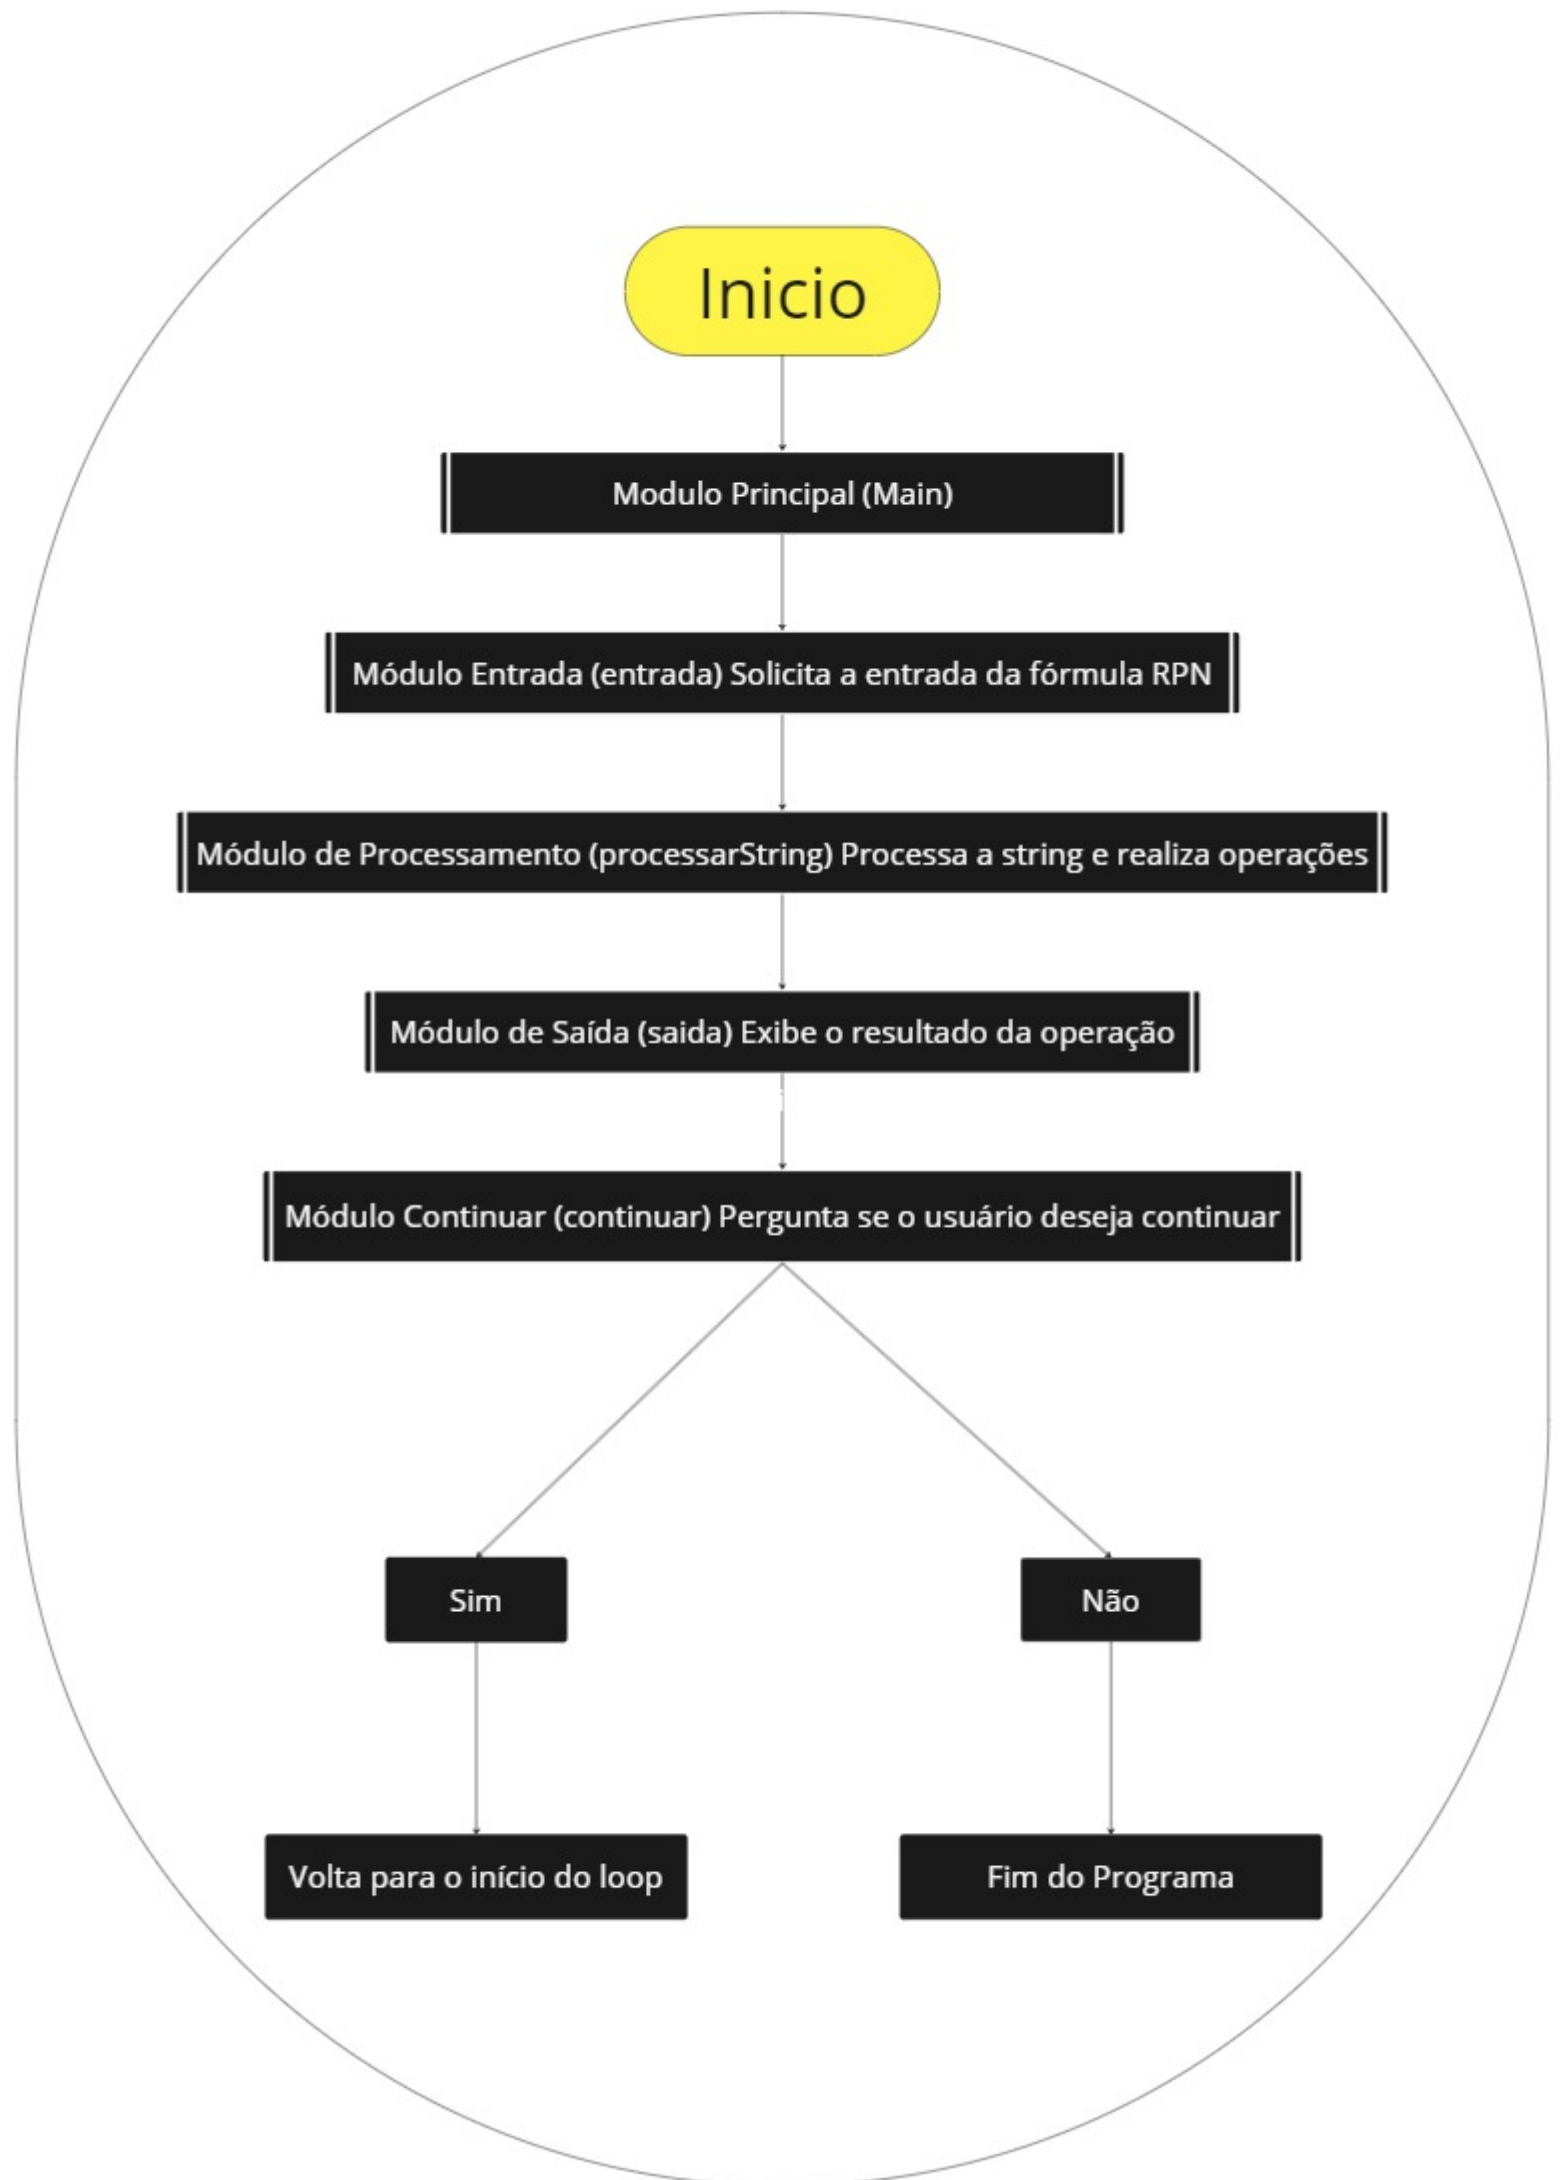 Inicio
Modulo Principal (Main)
Módulo Entrada (entrada) Solicita a entrada da fórmula RPN
Módulo de Processamento (processarString) Processa a string e realiza operações
Módulo de Saída (saida) Exibe o resultado da operação
Módulo Continuar (continuar) Pergunta se o usuário deseja continuar
Sim
Não
Volta para o início do loop
Fim do Programa